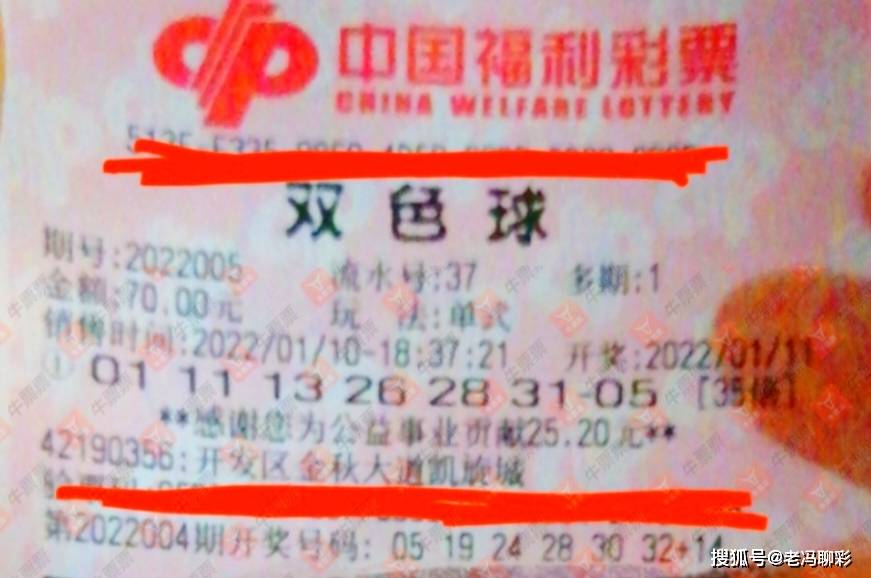 中国福利彩票
CHINA WELFARE LOTTERY
双色球
期号:2022005 流水号:37 多期:1
金额:70.00元 玩 法:单式
销售时间:2022/01/10-18:37:21 开奖:2022/01/11
① 01 11 13 26 28 31-05 [35倍]
**感谢您为公益事业贡献25.20元**
42190356:开发区金秋大道凯旋城
第2022004期开奖号码: 05 19 24 28 30 32+14
搜狐号@老冯聊彩
牛票票